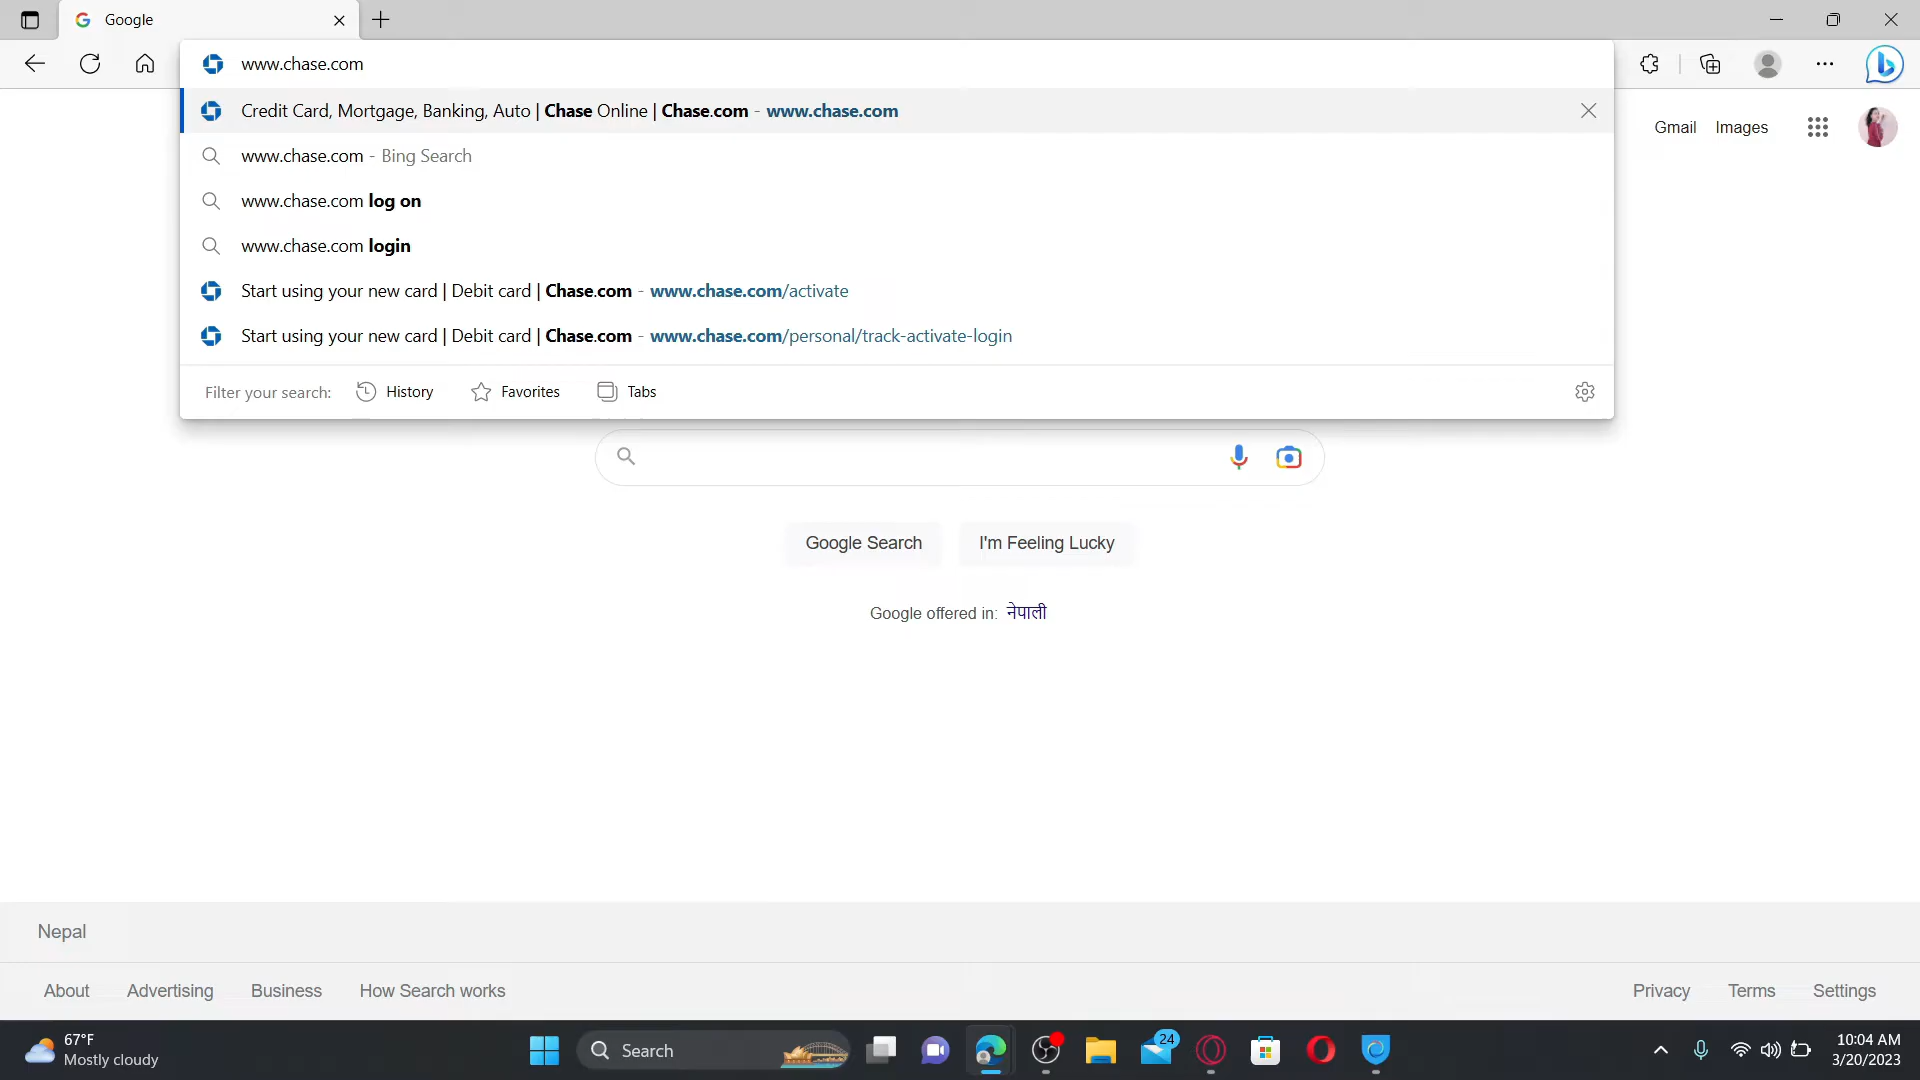 Google
www.chase.com
Credit Card, Mortgage, Banking, Auto | Chase Online | Chase.com - www.chase.com
www.chase.com - Bing Search
www.chase.com log on
www.chase.com login
Start using your new card | Debit card | Chase.com - www.chase.com/activate
Start using your new card | Debit card | Chase.com - www.chase.com/personal/track-activate-login
Filter your search: History Favorites Tabs
Gmail Images
Google Search I'm Feeling Lucky
Google offered in: नेपाली
Nepal
About Advertising Business How Search works Privacy Terms Settings
67°F
Mostly cloudy
Search
24
10:04 AM
3/20/2023